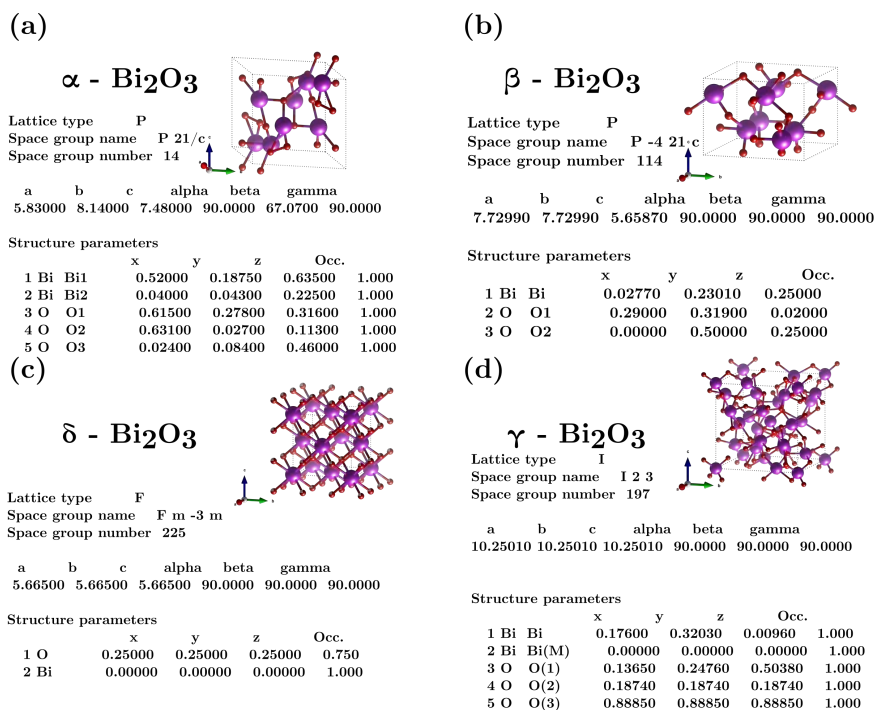 (a)
α - Bi2O3
Lattice type P
Space group name P 21/c
Space group number 14
a b c alpha beta gamma
5.83000 8.14000 7.48000 90.0000 67.0700 90.0000
Structure parameters
x y z Occ.
1 Bi Bi1 0.52000 0.18750 0.63500 1.000
2 Bi Bi2 0.04000 0.04300 0.22500 1.000
3 O O1 0.61500 0.27800 0.31600 1.000
4 O O2 0.63100 0.02700 0.11300 1.000
5 O O3 0.02400 0.08400 0.46000 1.000
(b)
β - Bi2O3
Lattice type P
Space group name P -4 21 c
Space group number 114
a b c alpha beta gamma
7.72990 7.72990 5.65870 90.0000 90.0000 90.0000
Structure parameters
x y z Occ.
1 Bi Bi 0.02770 0.23010 0.25000
2 O O1 0.29000 0.31900 0.02000
3 O O2 0.00000 0.50000 0.25000
(c)
δ - Bi2O3
Lattice type F
Space group name F m -3 m
Space group number 225
a b c alpha beta gamma
5.66500 5.66500 5.66500 90.0000 90.0000 90.0000
Structure parameters
x y z Occ.
1 O 0.25000 0.25000 0.25000 0.750
2 Bi 0.00000 0.00000 0.00000 1.000
(d)
γ - Bi2O3
Lattice type I
Space group name I 2 3
Space group number 197
a b c alpha beta gamma
10.25010 10.25010 10.25010 90.0000 90.0000 90.0000
Structure parameters
x y z Occ.
1 Bi Bi 0.17600 0.32030 0.00960 1.000
2 Bi Bi(M) 0.00000 0.00000 0.00000 1.000
3 O O(1) 0.13650 0.24760 0.50380 1.000
4 O O(2) 0.18740 0.18740 0.18740 1.000
5 O O(3) 0.88850 0.88850 0.88850 1.000